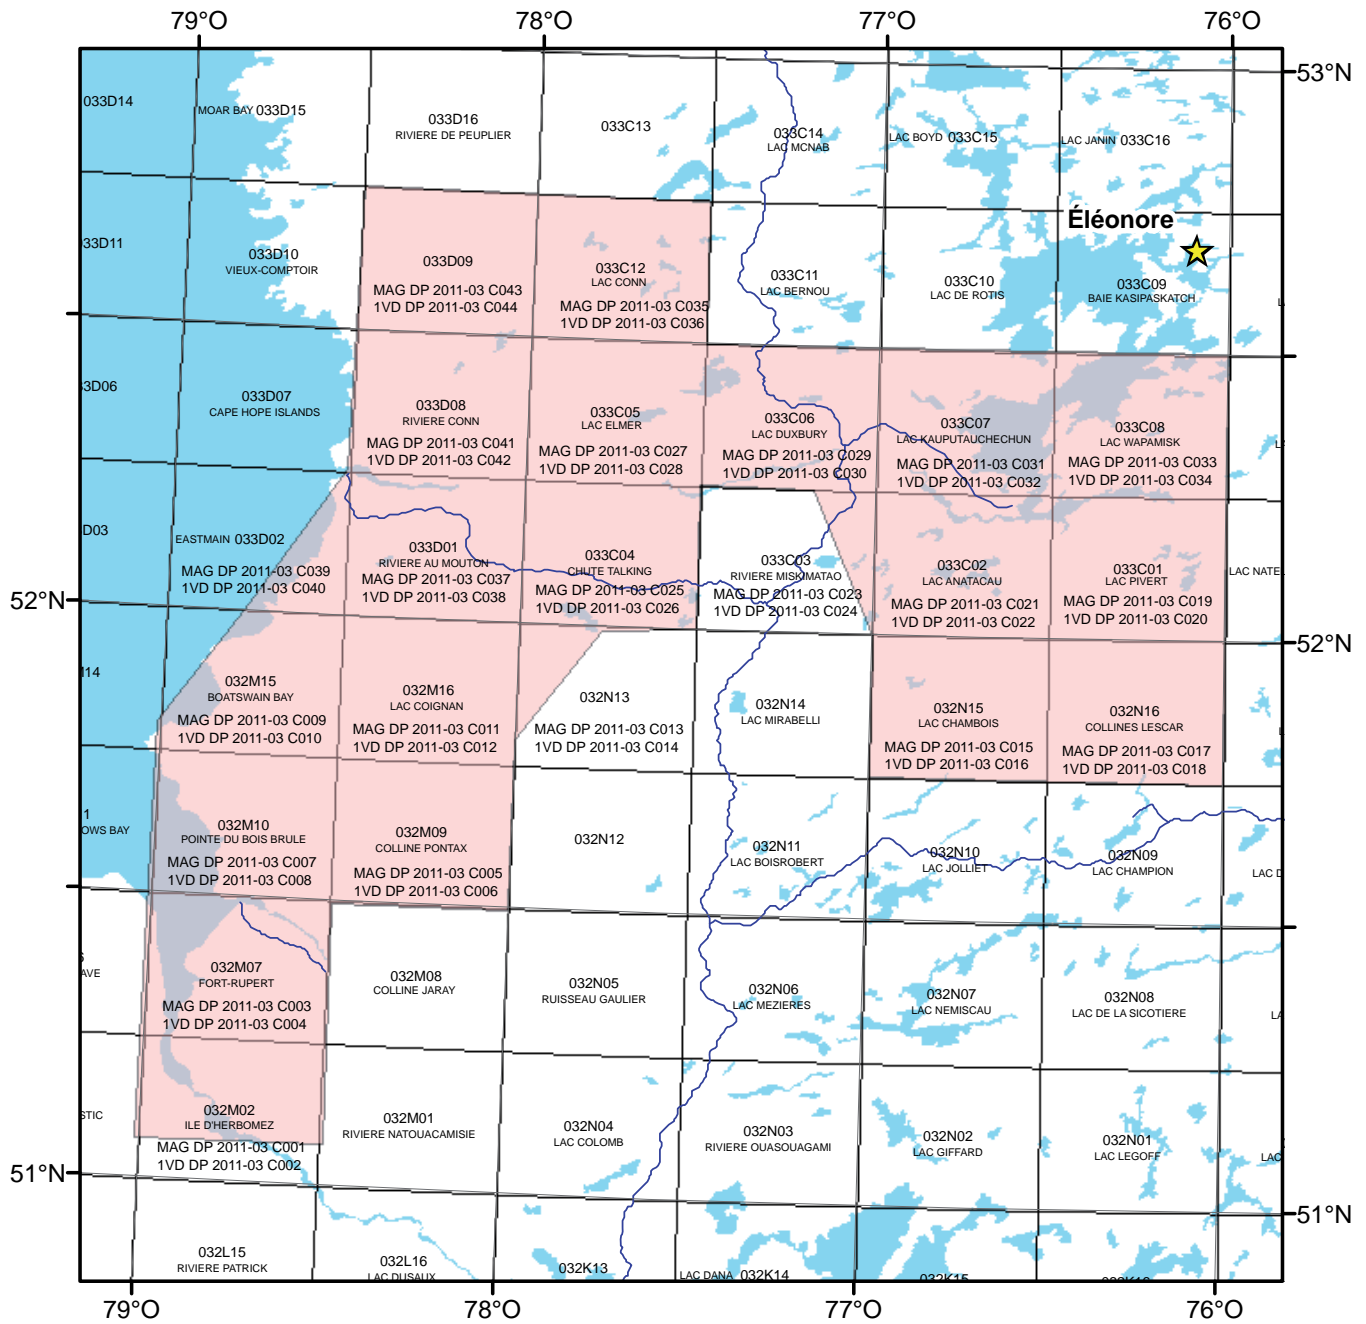 79°O 78°O 77°O 76°O
53°N
033D14
MOAR BAY 033D15
033D16
RIVIERE DE PEUPLIER
033C13
033C14
LAC MCNAB
LAC BOYD 033C15
LAC JANIN 033C16
033D11
033D10
VIEUX-COMPTOIR
033D09
MAG DP 2011-03 C043
1VD DP 2011-03 C044
033C12
LAC CONN
MAG DP 2011-03 C035
1VD DP 2011-03 C036
033C11
LAC BERNOU
033C10
LAC DE ROTIS
Éléonore
033C09
BAIE KASIPASKATCH
3D06
033D07
CAPE HOPE ISLANDS
033D08
RIVIERE CONN
MAG DP 2011-03 C041
1VD DP 2011-03 C042
033C05
LAC ELMER
MAG DP 2011-03 C027
1VD DP 2011-03 C028
033C06
LAC DUXBURY
MAG DP 2011-03 C029
1VD DP 2011-03 C030
033C07
LAC KAUPUTAUCHECHUN
MAG DP 2011-03 C031
1VD DP 2011-03 C032
033C08
LAC WAPAMISK
MAG DP 2011-03 C033
1VD DP 2011-03 C034
D03
EASTMAIN 033D02
MAG DP 2011-03 C039
1VD DP 2011-03 C040
033D01
RIVIERE AU MOUTON
MAG DP 2011-03 C037
1VD DP 2011-03 C038
033C04
CHUTE TALKING
MAG DP 2011-03 C025
1VD DP 2011-03 C026
033C03
RIVIERE MISKIMATAO
MAG DP 2011-03 C023
1VD DP 2011-03 C024
033C02
LAC ANATACAU
MAG DP 2011-03 C021
1VD DP 2011-03 C022
033C01
LAC PIVERT
MAG DP 2011-03 C019
1VD DP 2011-03 C020
LAC NATE
52°N
52°N
M14
032M15
BOATSWAIN BAY
MAG DP 2011-03 C009
1VD DP 2011-03 C010
032M16
LAC COIGNAN
MAG DP 2011-03 C011
1VD DP 2011-03 C012
032N13
MAG DP 2011-03 C013
1VD DP 2011-03 C014
032N14
LAC MIRABELLI
032N15
LAC CHAMBOIS
MAG DP 2011-03 C015
1VD DP 2011-03 C016
032N16
COLLINES LESCAR
MAG DP 2011-03 C017
1VD DP 2011-03 C018
1
OWS BAY
032M10
POINTE DU BOIS BRULE
MAG DP 2011-03 C007
1VD DP 2011-03 C008
032M09
COLLINE PONTAX
MAG DP 2011-03 C005
1VD DP 2011-03 C006
032N12
032N11
LAC BOISROBERT
032N10
LAC JOLLIET
032N09
LAC CHAMPION
LAC D
AVE
032M07
FORT-RUPERT
MAG DP 2011-03 C003
1VD DP 2011-03 C004
032M08
COLLINE JARAY
032N05
RUISSEAU GAULIER
032N06
LAC MEZIERES
032N07
LAC NEMISCAU
032N08
LAC DE LA SICOTIERE
LA
STIC
032M02
ILE D'HERBOMEZ
MAG DP 2011-03 C001
1VD DP 2011-03 C002
032M01
RIVIERE NATOUACAMISIE
032N04
LAC COLOMB
032N03
RIVIERE OUASOUAGAMI
032N02
LAC GIFFARD
032N01
LAC LEGOFF
LAC
51°N
51°N
032L15
RIVIERE PATRICK
032L16
LAC DUSAUX
032K13
LAC DANA 032K14
032K15
79°O 78°O 77°O 76°O